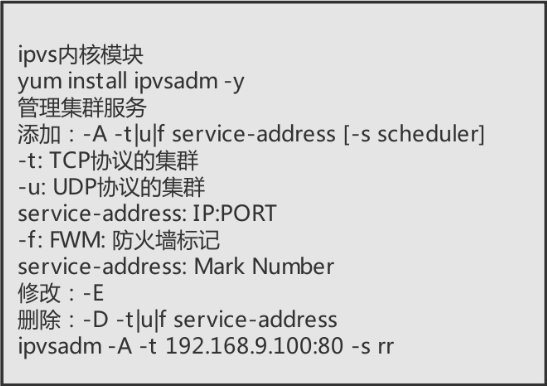 ipvs内核模块
yum install ipvsadm -y
管理集群服务
添加：-A -t|u|f service-address [-s scheduler]
-t: TCP协议的集群
-u: UDP协议的集群
service-address: IP:PORT
-f: FWM: 防火墙标记
service-address: Mark Number
修改：-E
删除：-D -t|u|f service-address
ipvsadm -A -t 192.168.9.100:80 -s rr